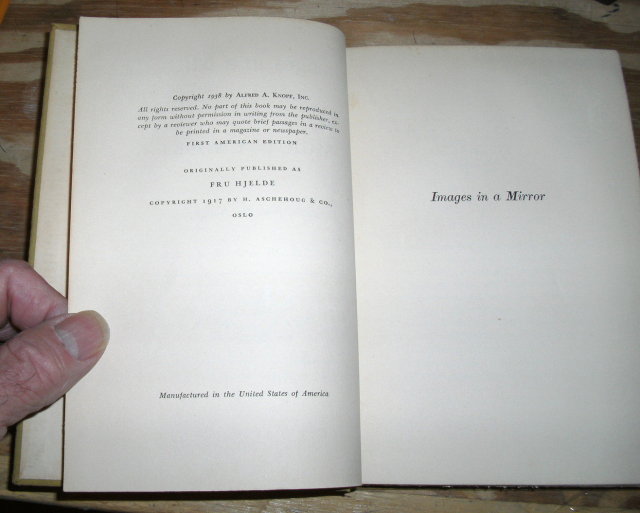 Copyright 1938 by ALFRED A. KNOPF, INC.
All rights reserved. No part of this book may be reproduced in
any form without permission in writing from the publisher, ex-
cept by a reviewer who may quote brief passages in a review to
be printed in a magazine or newspaper.
FIRST AMERICAN EDITION
ORIGINALLY PUBLISHED AS
FRU HJELDE
COPYRIGHT 1917 BY H. ASCHEHOUG & CO.,
OSLO
Manufactured in the United States of America
Images in a Mirror